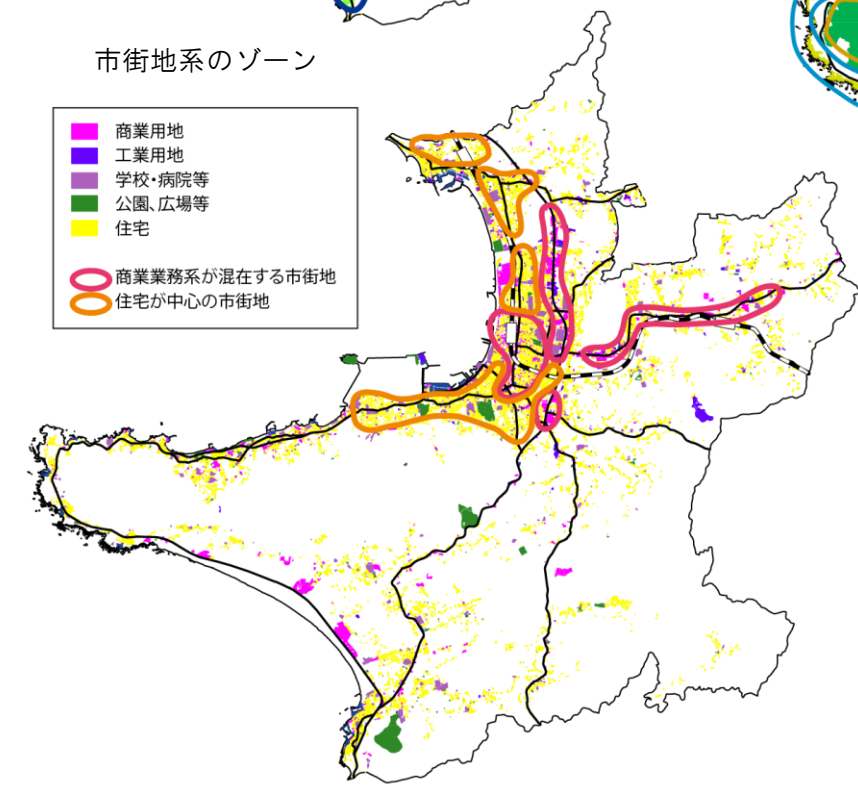 市街地系のゾーン
商業用地
工業用地
学校・病院等
公園、広場等
住宅
商業業務系が混在する市街地
住宅が中心の市街地